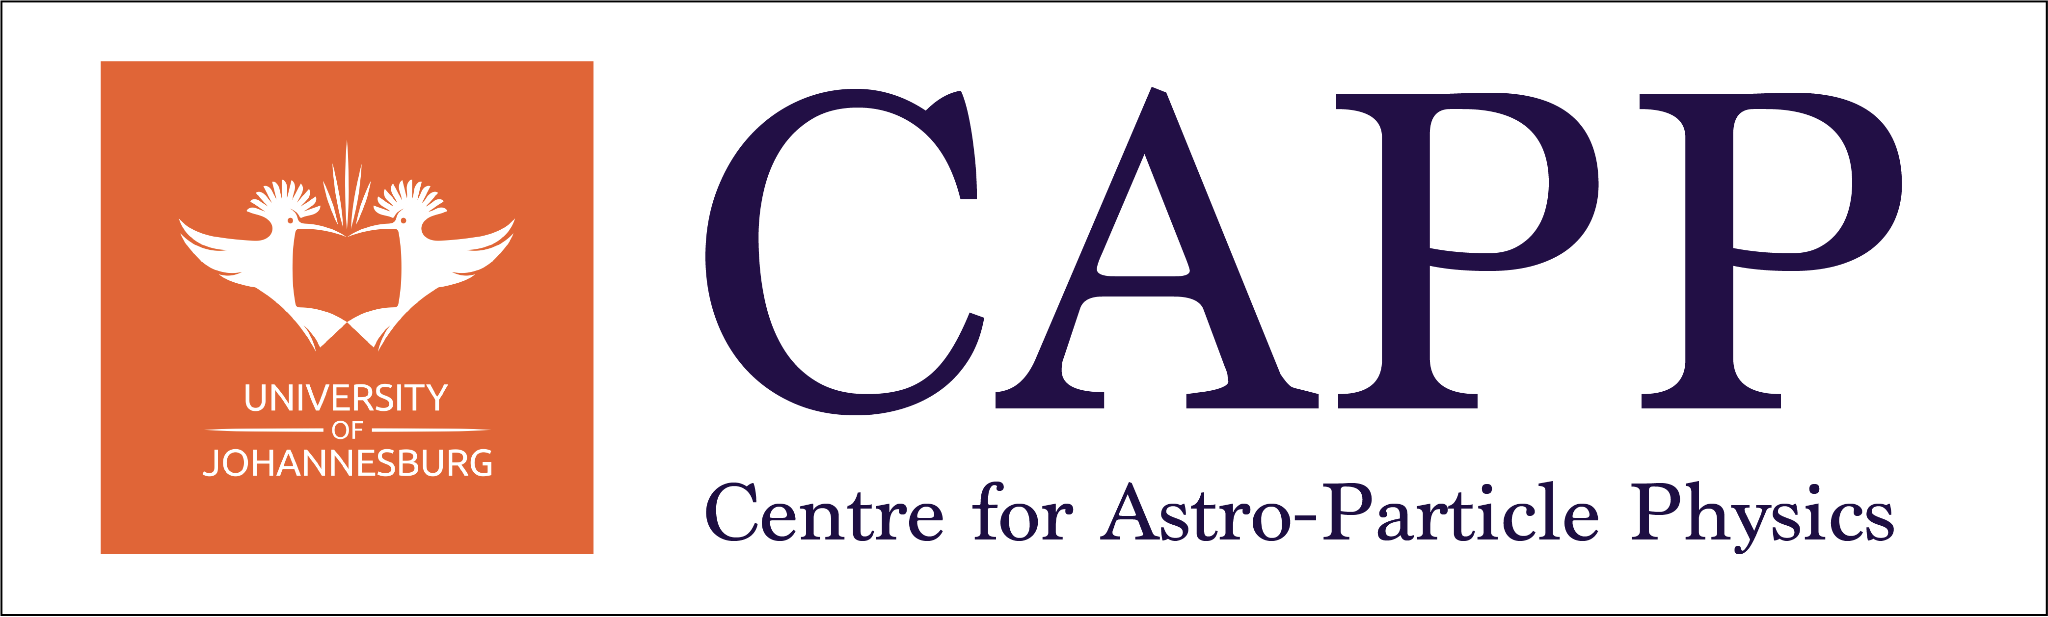 UNIVERSITY
OF
JOHANNESBURG
CAPP
Centre for Astro-Particle Physics